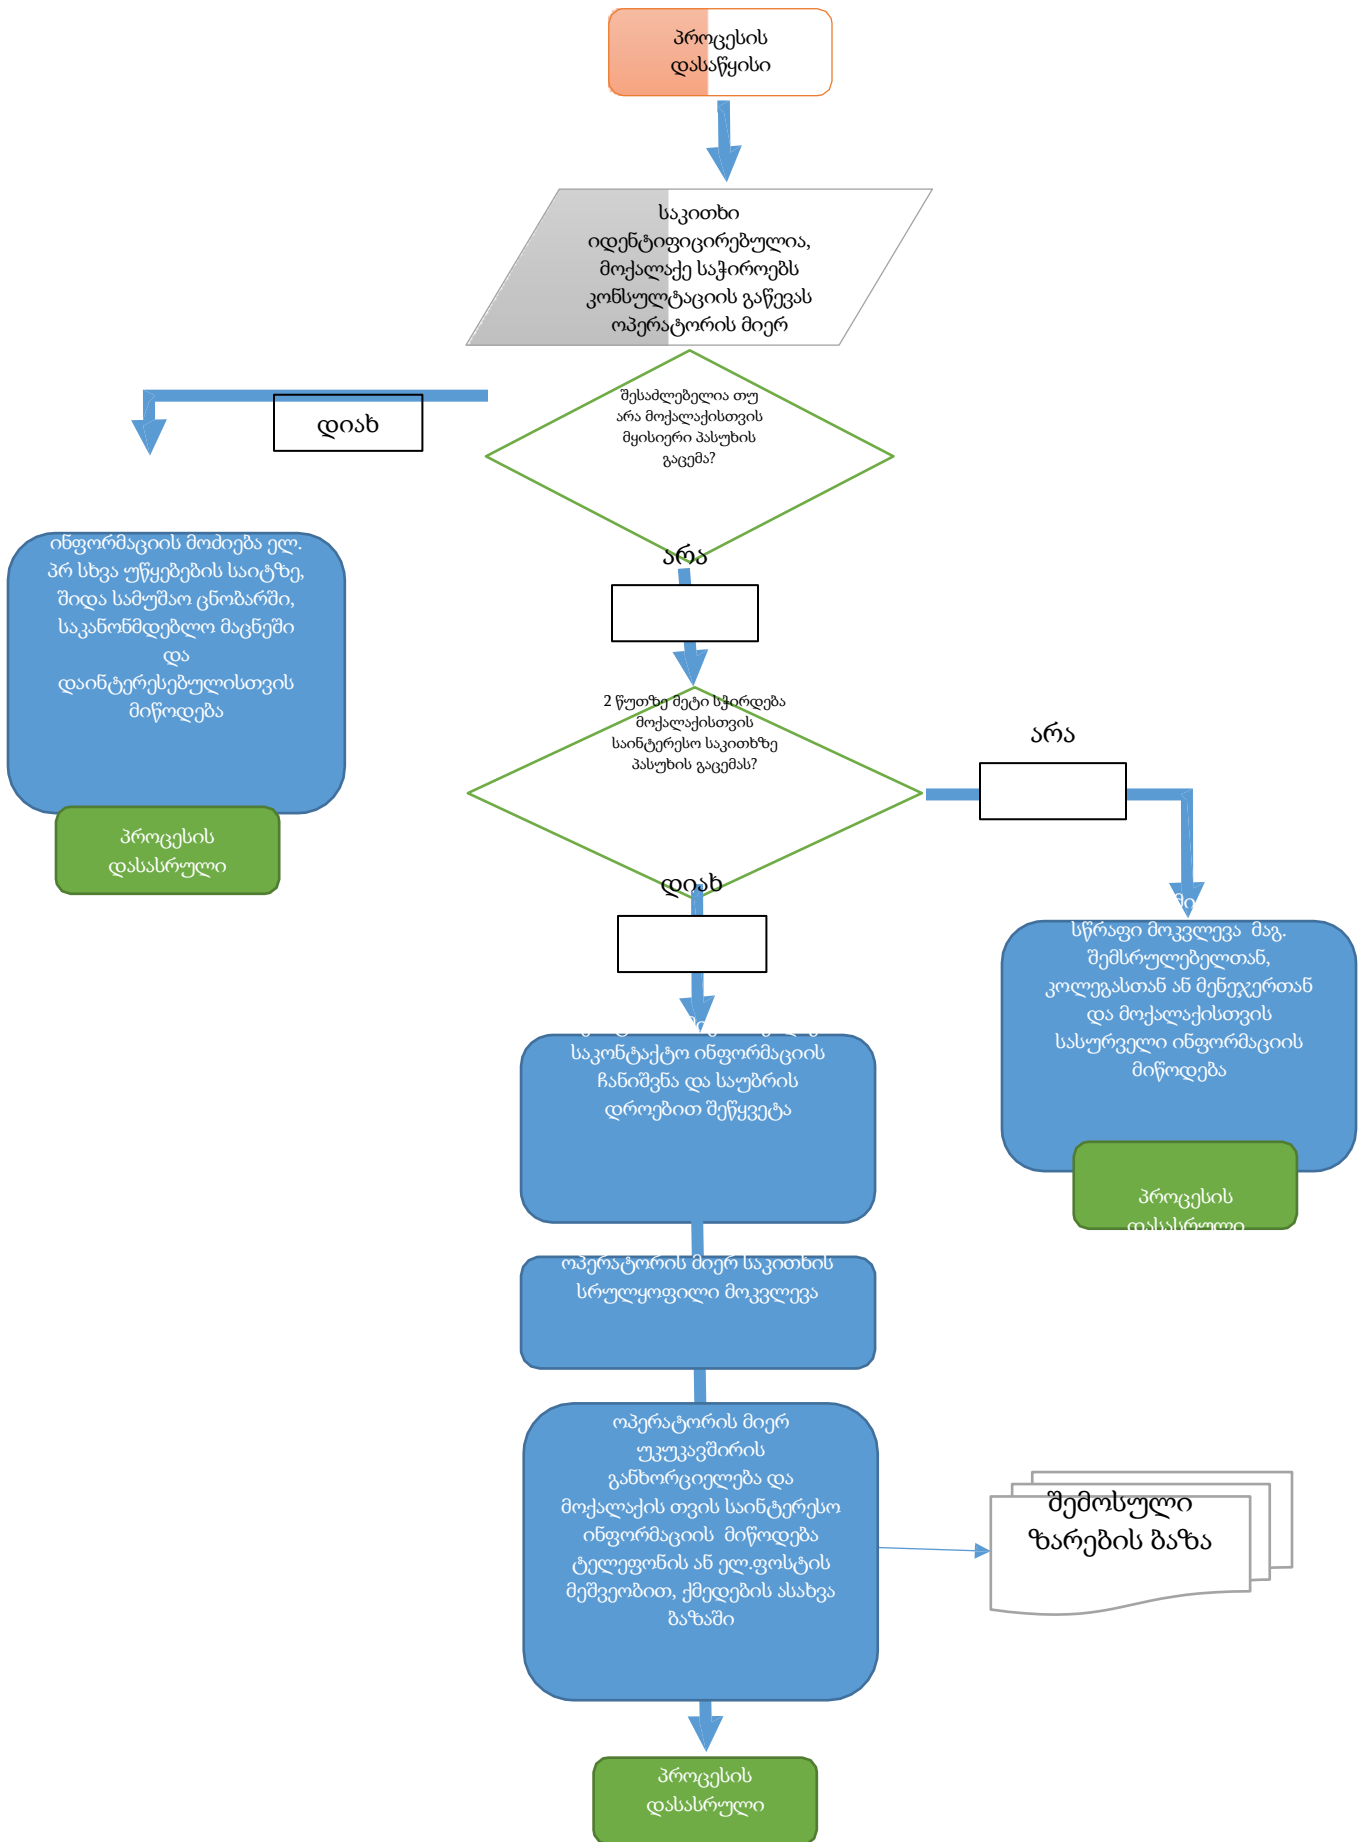 პროცესის
დასაწყისი
საკითხი
იდენტიფიცირებულია,
მოქალაქე საჭიროებს
კონსულტაციის გაწევას
ოპერატორის მიერ
შესაძლებელია თუ
არა მოქალაქისთვის
მყისიერი პასუხის
გაცემა?
დიახ
ინფორმაციის მოძიება ელ.
პრ სხვა უწყებების საიტზე,
შიდა სამუშაო ცნობარში,
საკანონმდებლო მაცნეში
და
დაინტერესებულისთვის
მიწოდება
პროცესის
დასასრული
არა
2 წუთზე მეტი სჭირდება
მოქალაქისთვის
საინტერესო საკითხზე
პასუხის გაცემას?
არა
სწრაფი მოკვლევა მაგ.
შემსრულებელთან,
კოლეგასთან ან მენეჯერთან
და მოქალაქისთვის
სასურველი ინფორმაციის
მიწოდება
პროცესის
დასასრული
დიახ
საკონტაქტო ინფორმაციის
ჩანიშვნა და საუბრის
დროებით შეწყვეტა
ოპერატორის მიერ საკითხის
სრულყოფილი მოკვლევა
ოპერატორის მიერ
უკუკავშირის
განხორციელება და
მოქალაქის თვის საინტერესო
ინფორმაციის მიწოდება
ტელეფონის ან ელ.ფოსტის
მეშვეობით, ქმედების ასახვა
ბაზაში
შემოსული
ზარების ბაზა
პროცესის
დასასრული